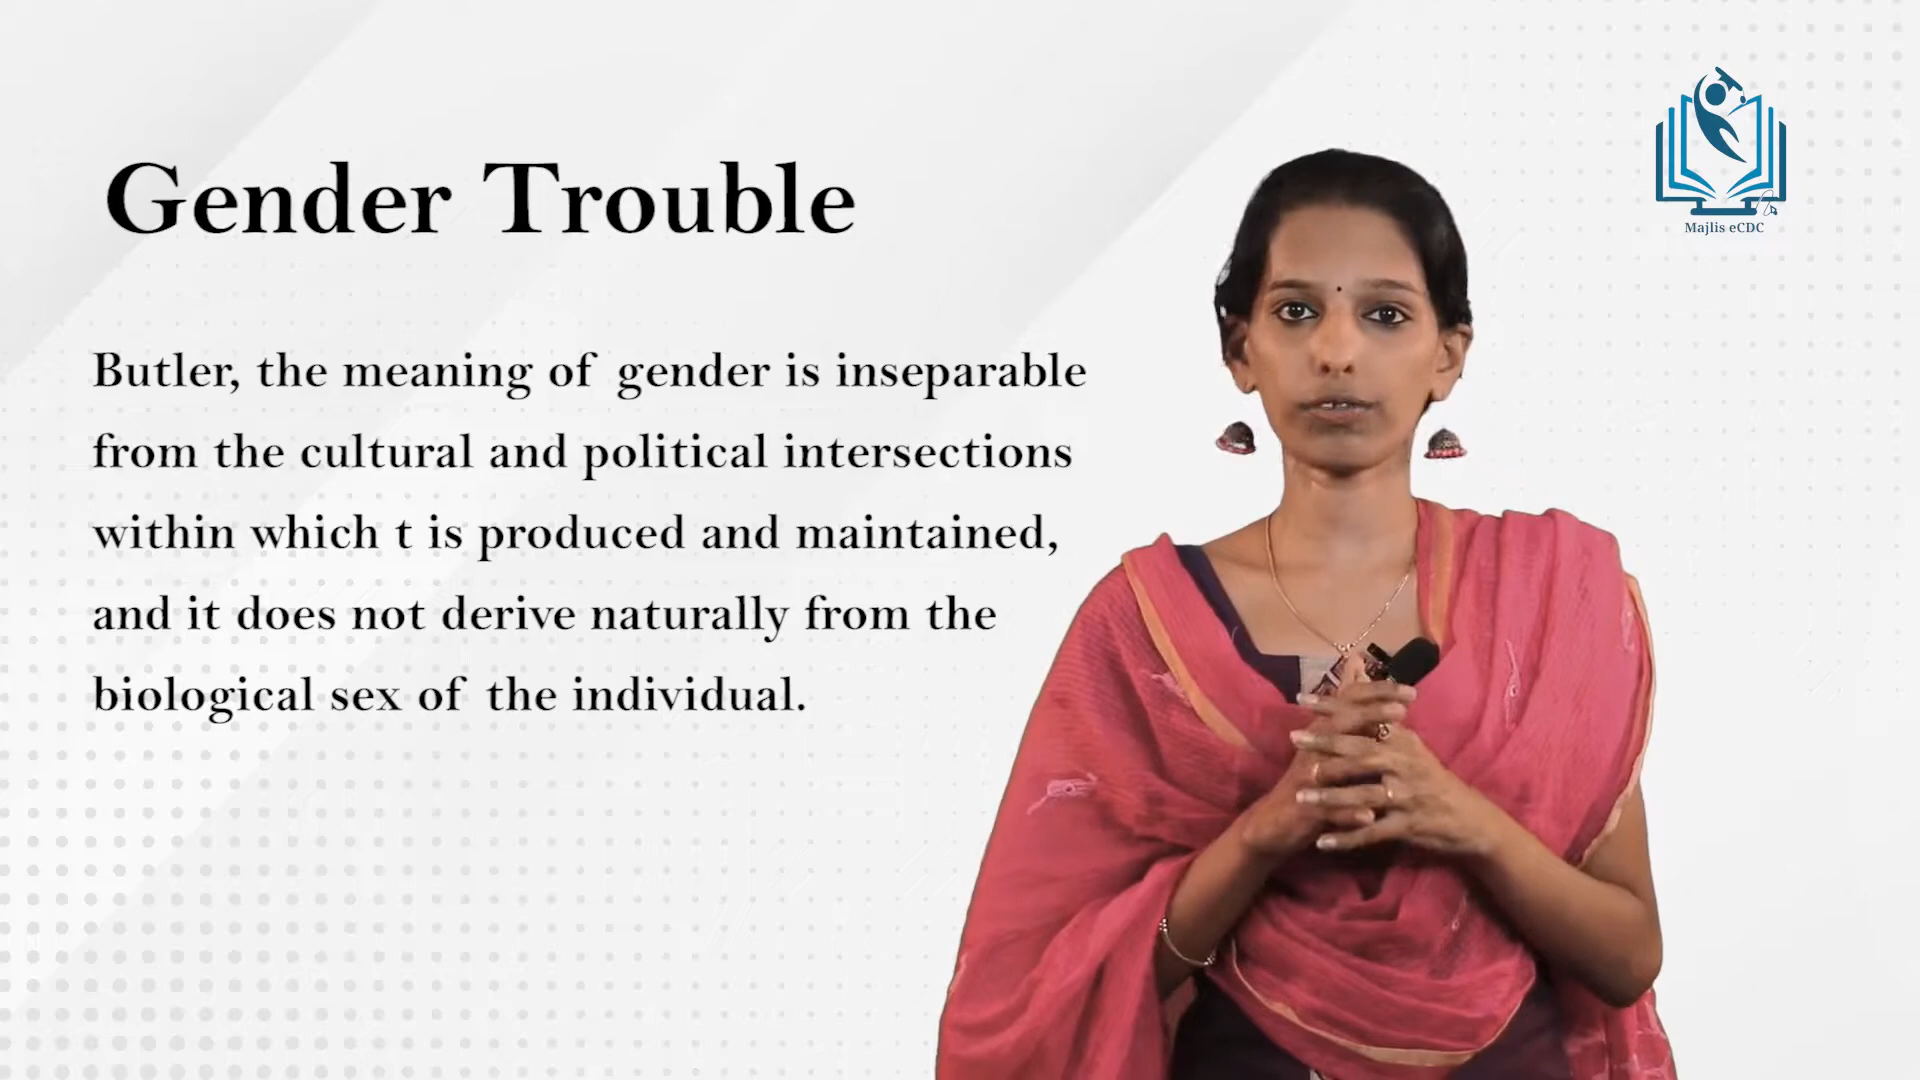 Gender Trouble
Majlis eCDC
Butler, the meaning of gender is inseparable
from the cultural and political intersections
within which t is produced and maintained,
and it does not derive naturally from the
biological sex of the individual.